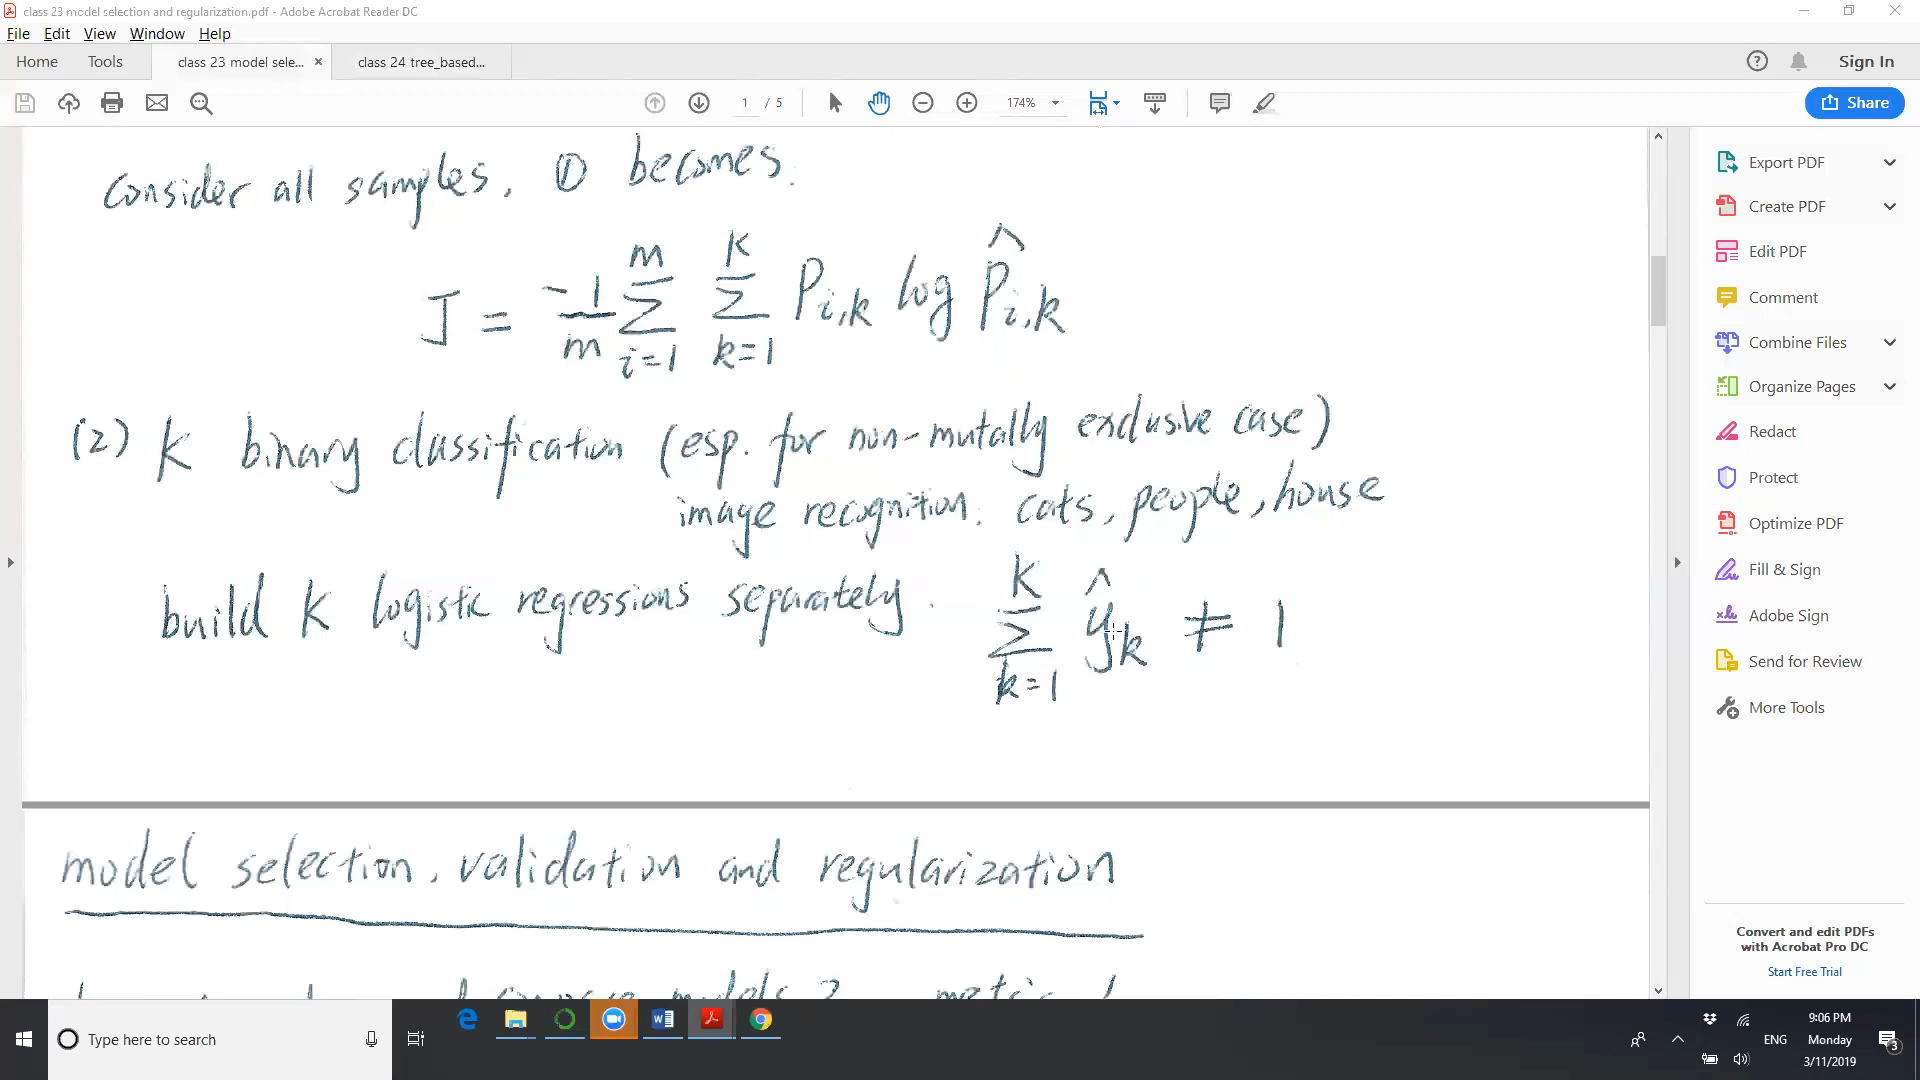 class 23 model selection and regularization.pdf - Adobe Acrobat Reader DC
File Edit View Window Help
Home Tools class 23 model sele... × class 24 tree_based... Sign In
1 / 5 174% Share
Consider all samples. ① becomes.
J = -1/m Σ_{i=1}^{m} Σ_{k=1}^{K} P_{i,k} log P̂_{i,k}
(2) K binary classification (esp. for non-mutally exclusive case)
image recognition. cats, people, house
build K logistic regressions separately. Σ_{k=1}^{K} ŷ_k ≠ 1
model selection, validation and regularization
Export PDF
Create PDF
Edit PDF
Comment
Combine Files
Organize Pages
Redact
Protect
Optimize PDF
Fill & Sign
Adobe Sign
Send for Review
More Tools
Convert and edit PDFs
with Acrobat Pro DC
Start Free Trial
Type here to search
ENG
9:06 PM
Monday
3/11/2019
3